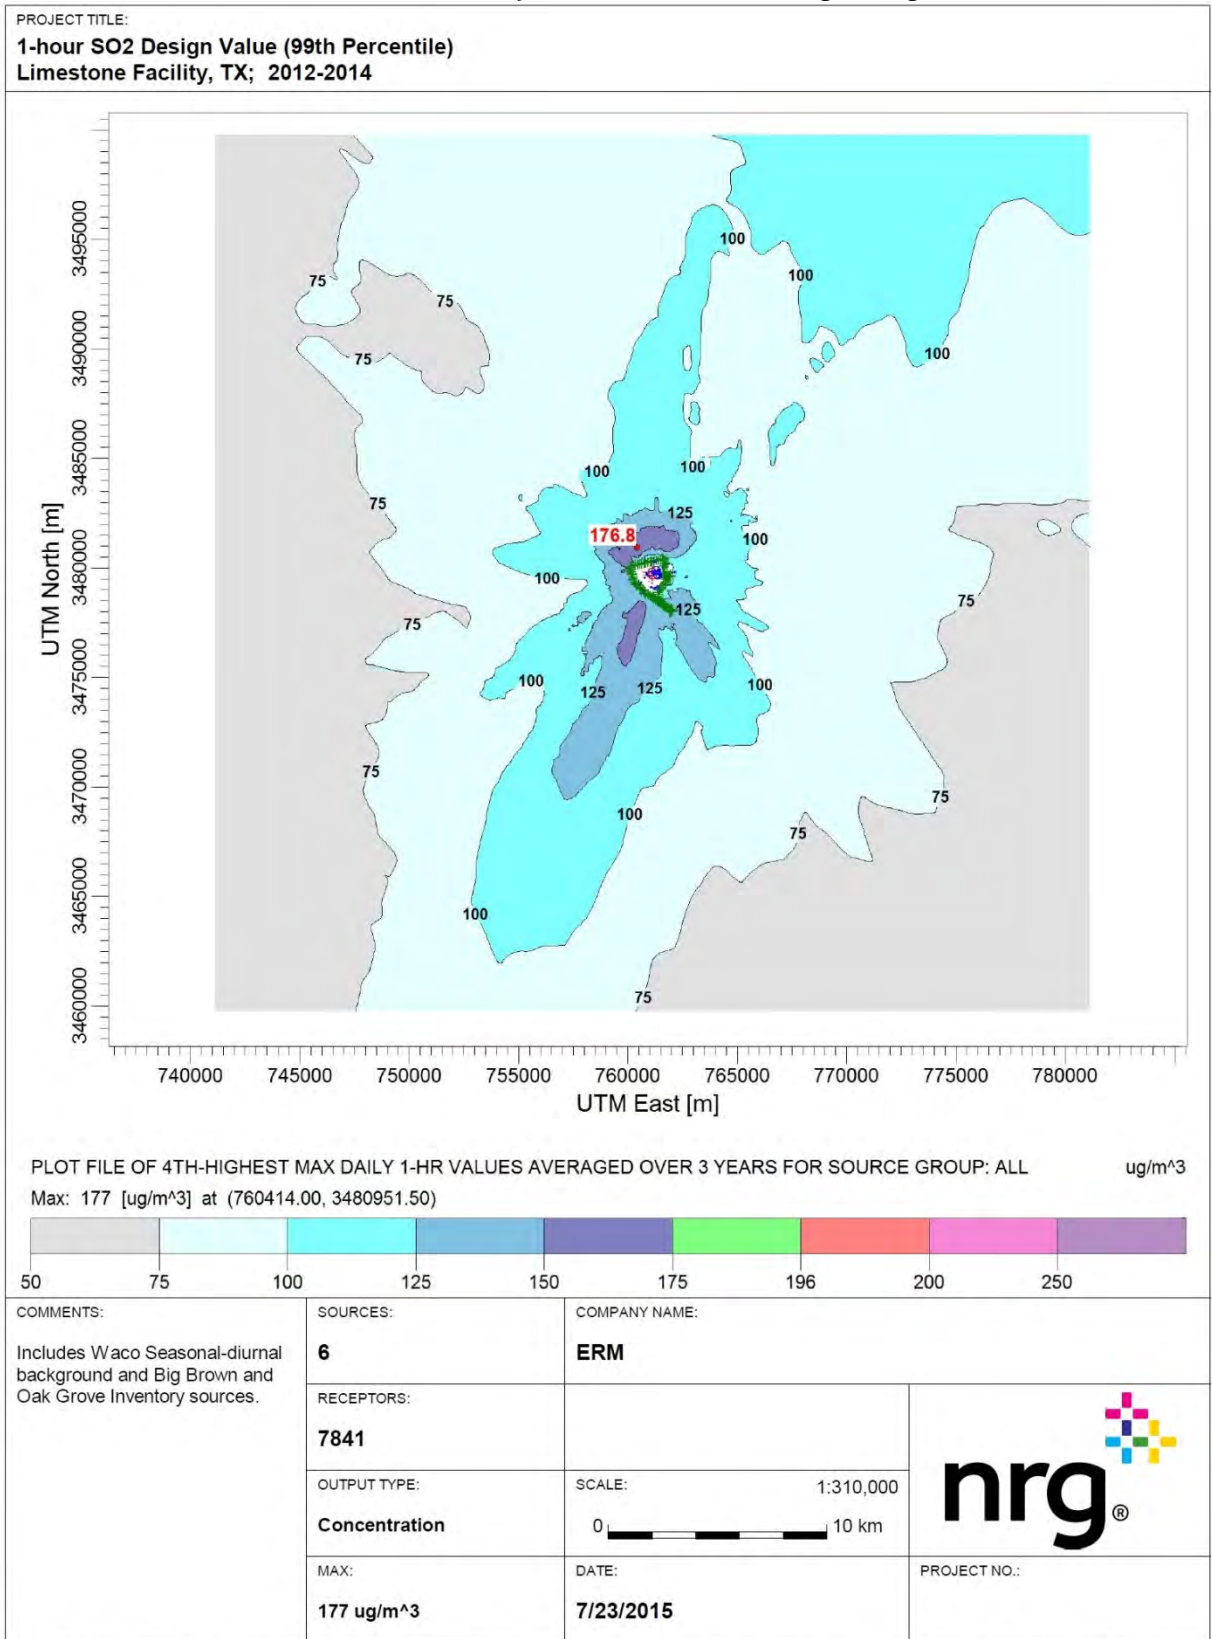 PROJECT TITLE:
1-hour SO2 Design Value (99th Percentile)
Limestone Facility, TX; 2012-2014
UTM North [m]
3495000
3490000
3485000
3480000
3475000
3470000
3465000
3460000
100
75
100
75
100
75
100
100
75
125
176.8
100
100
75
125
75
100
125
125
100
75
75
100
75
100
75
740000 745000 750000 755000 760000 765000 770000 775000 780000
UTM East [m]
PLOT FILE OF 4TH-HIGHEST MAX DAILY 1-HR VALUES AVERAGED OVER 3 YEARS FOR SOURCE GROUP: ALL ug/m^3
Max: 177 [ug/m^3] at (760414.00, 3480951.50)
50 75 100 125 150 175 196 200 250
COMMENTS:
Includes Waco Seasonal-diurnal
background and Big Brown and
Oak Grove Inventory sources.
SOURCES:
6
COMPANY NAME:
ERM
RECEPTORS:
7841
OUTPUT TYPE:
Concentration
SCALE: 1:310,000
0 10 km
nrg®
MAX:
177 ug/m^3
DATE:
7/23/2015
PROJECT NO.: